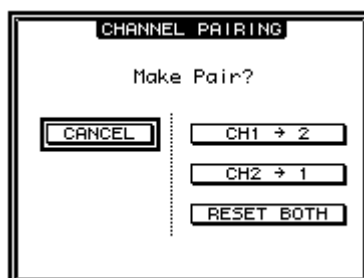 CHANNEL PAIRING
Make Pair?
CANCEL
CH1 → 2
CH2 → 1
RESET BOTH